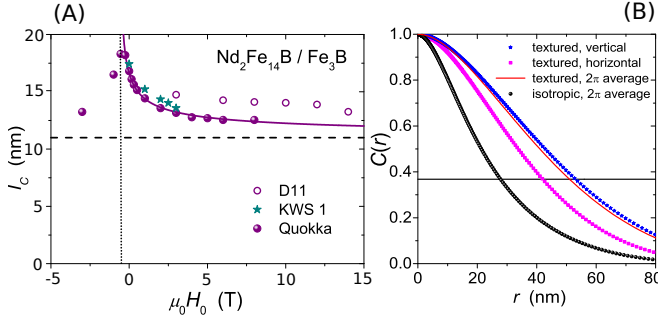 (A)
(B)
Nd₂Fe₁₄B / Fe₃B
20
15
10
5
0
l_C (nm)
D11
KWS 1
Quokka
−5 0 5 10 15
μ₀H₀ (T)
1.0
0.8
0.6
0.4
0.2
0.0
C(r)
textured, vertical
textured, horizontal
textured, 2π average
isotropic, 2π average
0 20 40 60 80
r (nm)